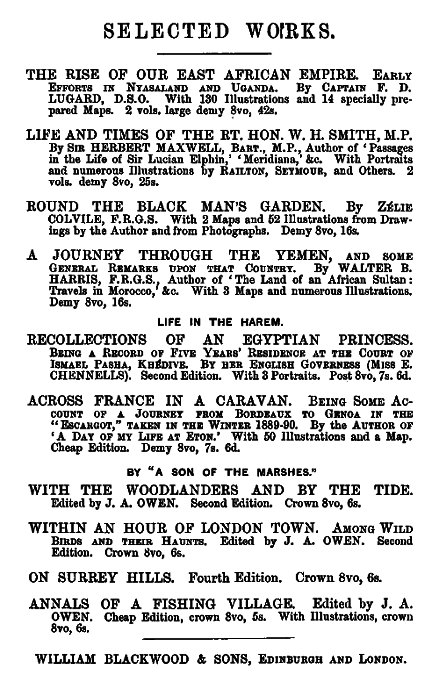 SELECTED WORKS.
THE RISE OF OUR EAST AFRICAN EMPIRE. EARLY
EFFORTS IN NYASALAND AND UGANDA. By CAPTAIN F. D.
LUGARD, D.S.O. With 130 Illustrations and 14 specially pre-
pared Maps. 2 vols. large demy 8vo, 42s.
LIFE AND TIMES OF THE RT. HON. W. H. SMITH, M.P.
By SIR HERBERT MAXWELL, BART., M.P., Author of 'Passages
in the Life of Sir Lucian Elphin,' 'Meridiana,' &c. With Portraits
and numerous Illustrations by RAILTON, SEYMOUR, and Others. 2
vols. demy 8vo, 25s.
ROUND THE BLACK MAN'S GARDEN. By ZÉLIE
COLVILE, F.R.G.S. With 2 Maps and 52 Illustrations from Draw-
ings by the Author and from Photographs. Demy 8vo, 16s.
A JOURNEY THROUGH THE YEMEN, AND SOME
GENERAL REMARKS UPON THAT COUNTRY. By WALTER B.
HARRIS, F.R.G.S., Author of 'The Land of an African Sultan:
Travels in Morocco,' &c. With 3 Maps and numerous Illustrations.
Demy 8vo, 16s.
LIFE IN THE HAREM.
RECOLLECTIONS OF AN EGYPTIAN PRINCESS.
BEING A RECORD OF FIVE YEARS' RESIDENCE AT THE COURT OF
ISMAEL PASHA, KHÉDIVE. BY HER ENGLISH GOVERNESS (MISS E.
CHENNELLS). Second Edition. With 3 Portraits. Post 8vo, 7s. 6d.
ACROSS FRANCE IN A CARAVAN. BEING SOME AC-
COUNT OF A JOURNEY FROM BORDEAUX TO GENOA IN THE
"ESCARGOT," TAKEN IN THE WINTER 1889-90. By the AUTHOR OF
'A DAY OF MY LIFE AT ETON.' With 50 Illustrations and a Map.
Cheap Edition. Demy 8vo, 7s. 6d.
BY "A SON OF THE MARSHES."
WITH THE WOODLANDERS AND BY THE TIDE.
Edited by J. A. OWEN. Second Edition. Crown 8vo, 6s.
WITHIN AN HOUR OF LONDON TOWN. AMONG WILD
BIRDS AND THEIR HAUNTS. Edited by J. A. OWEN. Second
Edition. Crown 8vo, 6s.
ON SURREY HILLS. Fourth Edition. Crown 8vo, 6s.
ANNALS OF A FISHING VILLAGE. Edited by J. A.
OWEN. Cheap Edition, crown 8vo, 5s. With Illustrations, crown
8vo, 6s.
WILLIAM BLACKWOOD & SONS, EDINBURGH AND LONDON.